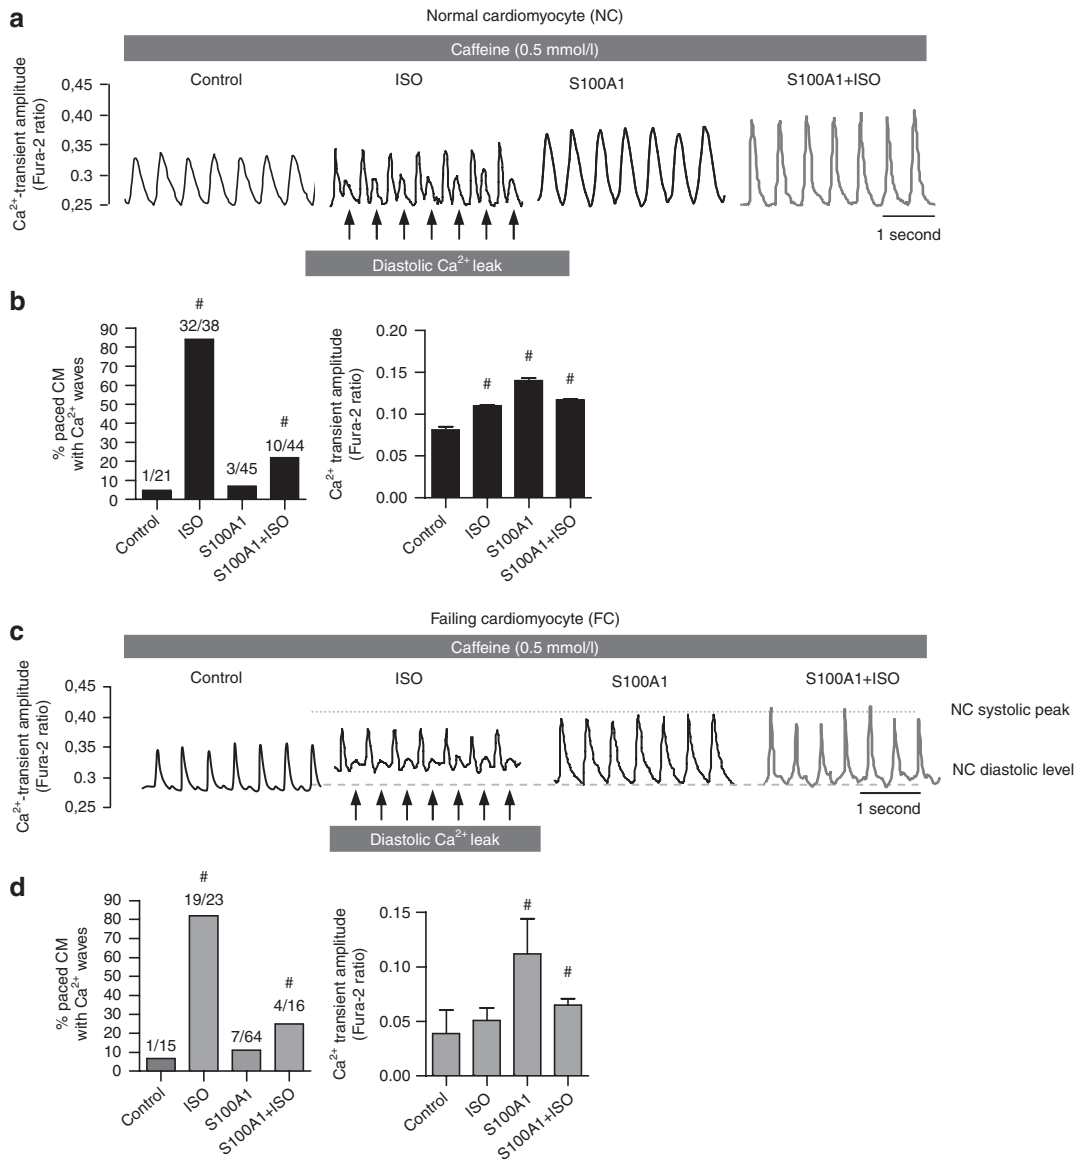 a
Normal cardiomyocyte (NC)
Caffeine (0.5 mmol/l)
Control
ISO
S100A1
S100A1+ISO
Ca2+-transient amplitude
(Fura-2 ratio)
0,45
0,40
0,35
0.3
0,25
1 second
Diastolic Ca2+ leak
b
% paced CM
with Ca2+ waves
90
80
70
60
50
40
30
20
10
0
#
32/38
#
1/21
3/45
10/44
Control
ISO
S100A1
S100A1+ISO
Ca2+ transient amplitude
(Fura-2 ratio)
0.20
0.15
0.10
0.05
0.00
#
#
#
Control
ISO
S100A1
S100A1+ISO
c
Failing cardiomyocyte (FC)
Caffeine (0.5 mmol/l)
Control
ISO
S100A1
S100A1+ISO
Ca2+-transient amplitude
(Fura-2 ratio)
0,45
0,40
0,35
0.3
0,25
NC systolic peak
NC diastolic level
1 second
Diastolic Ca2+ leak
d
% paced CM
with Ca2+ waves
90
80
70
60
50
40
30
20
10
0
#
19/23
#
1/15
7/64
4/16
Control
ISO
S100A1
S100A1+ISO
Ca2+ transient amplitude
(Fura-2 ratio)
0.15
0.10
0.05
0.00
#
#
Control
ISO
S100A1
S100A1+ISO